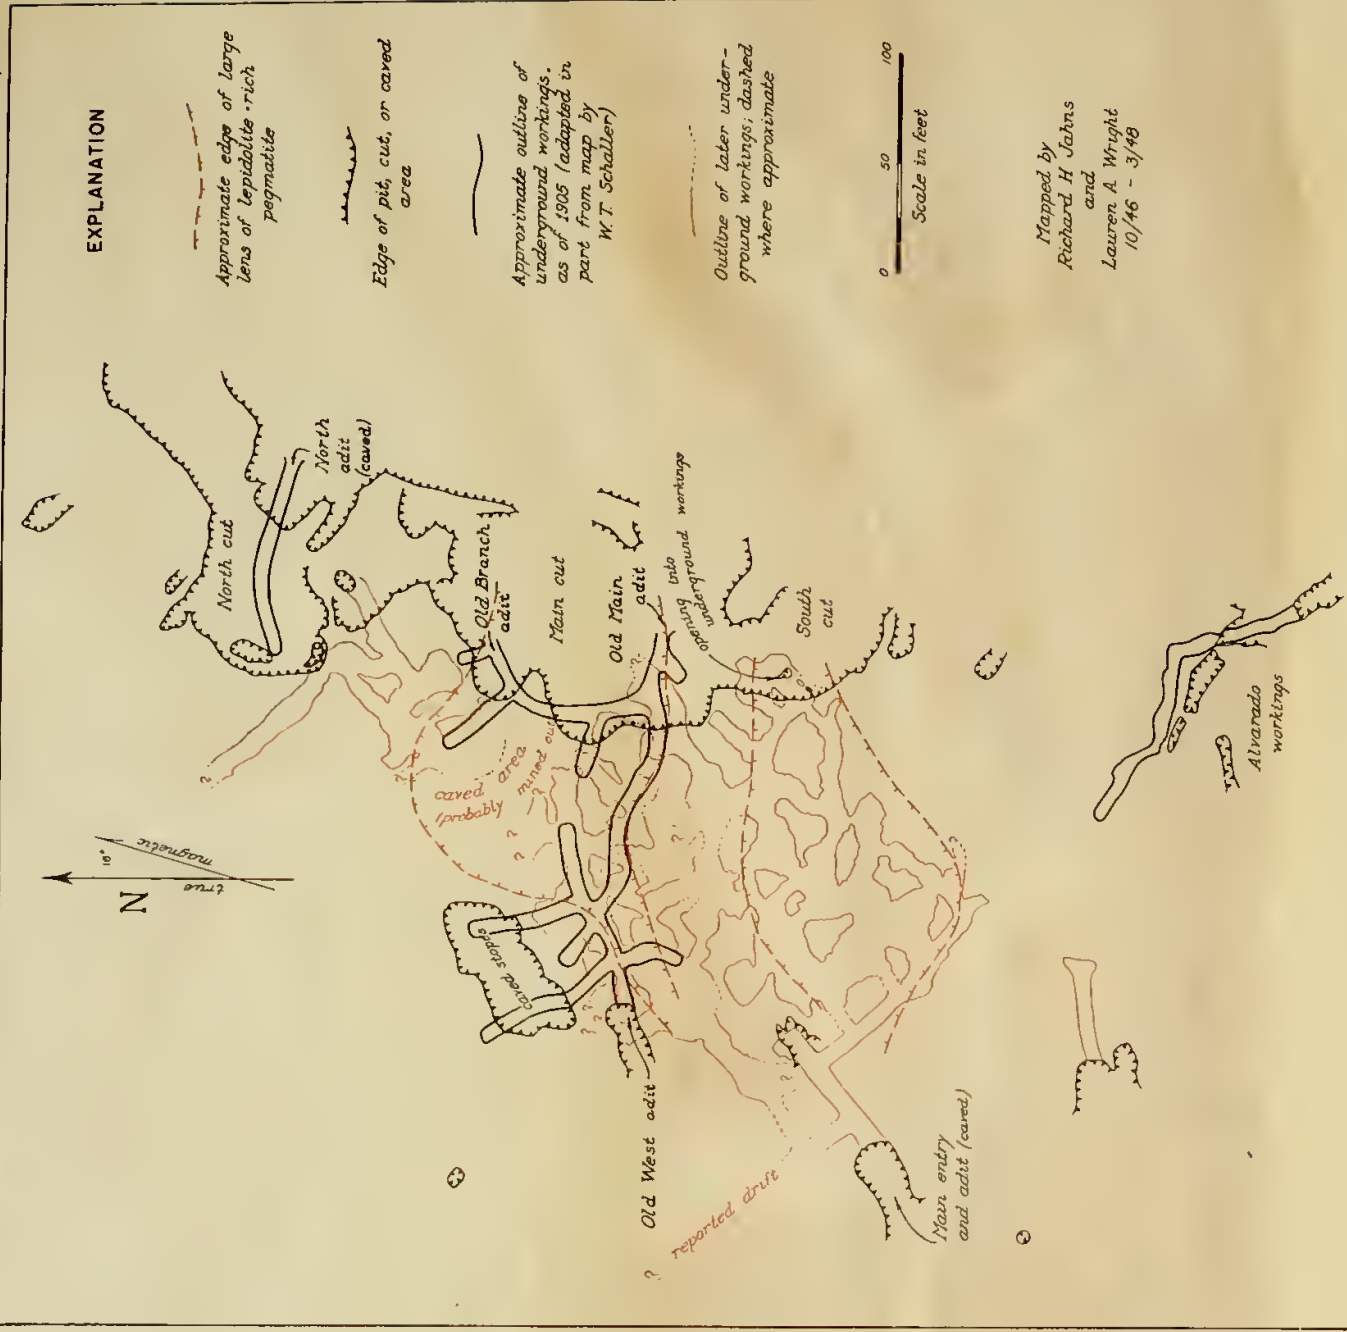 EXPLANATION
Approximate edge of large
lens of lepidolite-rich
pegmatite
Edge of pit, cut, or caved
area
Approximate outline of
underground workings.
as of 1905 (adapted in
part from map by
W. T. Schaller)
Outline of later under-
ground workings; dashed
where approximate
0 50 100
Scale in feet
Mapped by
Richard H Jahns
and
Lauren A Wright
10/46 - 3/48
N
true
magnetic
10°
North cut
North
adit
(caved)
Old Branch
adit
Main cut
Old Main
adit
opening into
underground workings
South
cut
caved area
(probably mined out
?
?
?
?
?
caved stopes
?
?
?
?
?
?
Old West adit
? reported drift
Main entry
and adit (caved)
Alvarado
workings